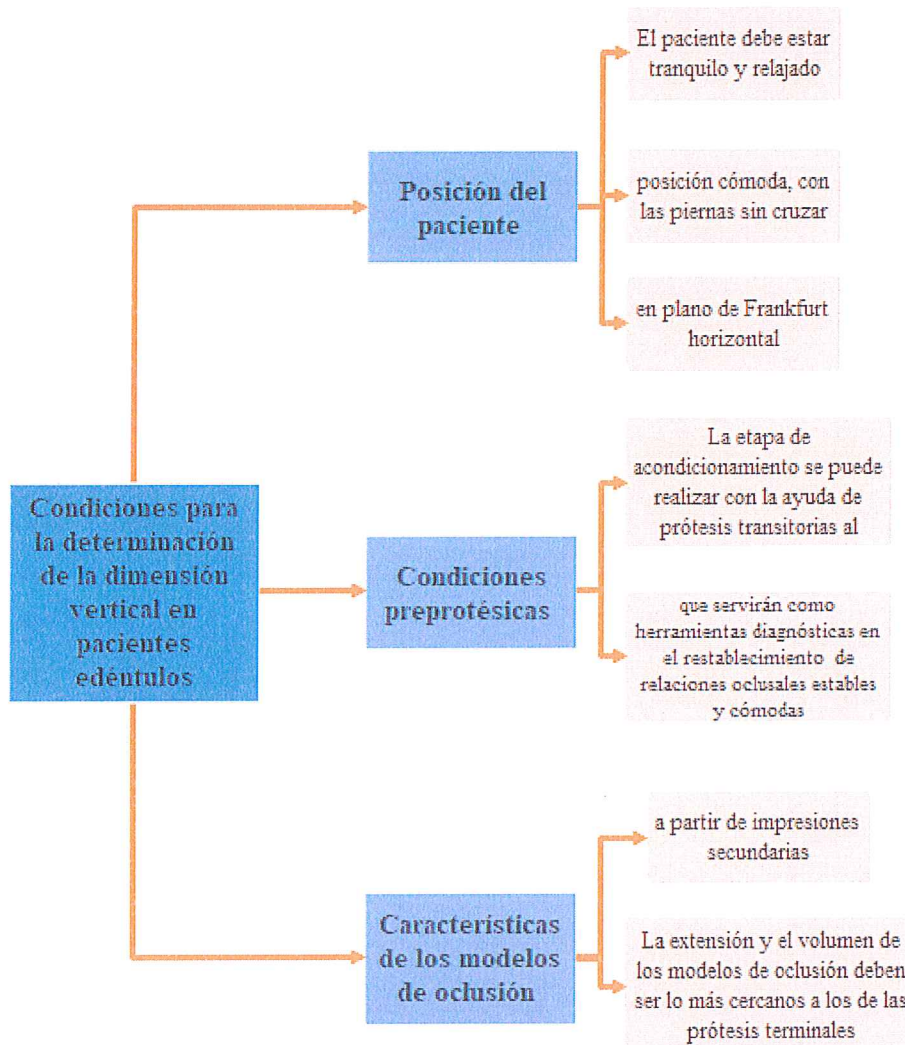 Condiciones para
la determinación
de la dimensión
vertical en
pacientes
edéntulos
Posición del
paciente
El paciente debe estar
tranquilo y relajado
posición cómoda, con
las piernas sin cruzar
en plano de Frankfurt
horizontal
Condiciones
preprotésicas
La etapa de
acondicionamiento se puede
realizar con la ayuda de
prótesis transitorias al
que servirán como
herramientas diagnósticas en
el restablecimiento de
relaciones oclusales estables
y cómodas
Características
de los modelos
de oclusión
a partir de impresiones
secundarias
La extensión y el volumen de
los modelos de oclusión deben
ser lo más cercanos a los de las
prótesis terminales